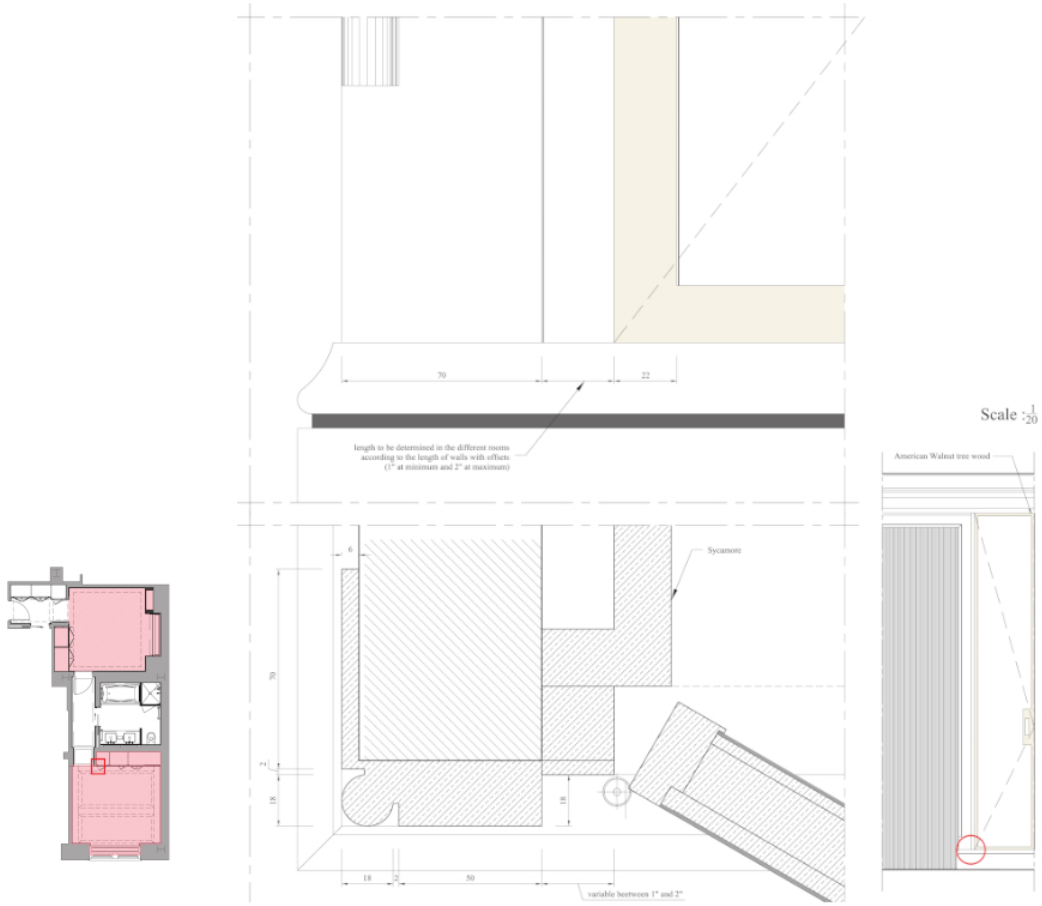 70
22
Scale : 1/20
length to be determined in the different rooms
according to the length of walls with offsets
(1" at minimum and 2" at maximum)
American Walnut tree wood
6
Sycamore
70
2
18
18
18
2
50
variable beetween 1" and 2"